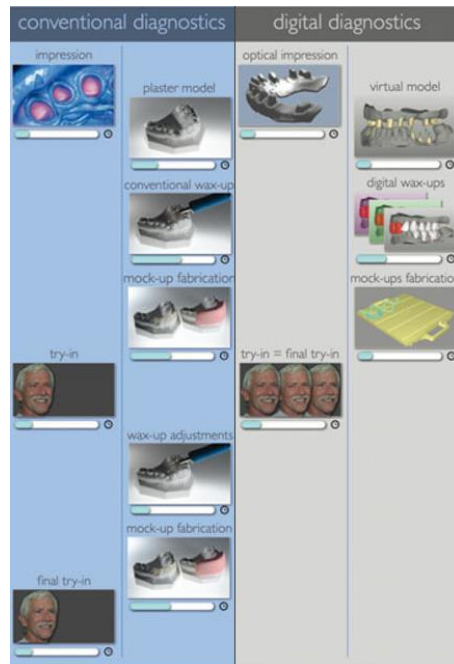 conventional diagnostics
digital diagnostics
impression
plaster model
conventional wax-up
mock-up fabrication
try-in
wax-up adjustments
mock-up fabrication
final try-in
optical impression
virtual model
digital wax-ups
mock-ups fabrication
try-in = final try-in